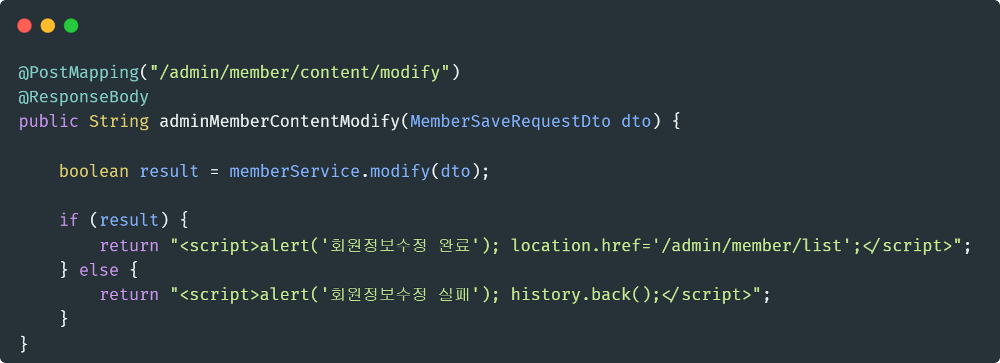 @PostMapping("/admin/member/content/modify")
@ResponseBody
public String adminMemberContentModify(MemberSaveRequestDto dto) {
boolean result = memberService.modify(dto);
if (result) {
return "<script>alert('회원정보수정 완료'); location.href='/admin/member/list';</script>";
} else {
return "<script>alert('회원정보수정 실패'); history.back();</script>";
}
}